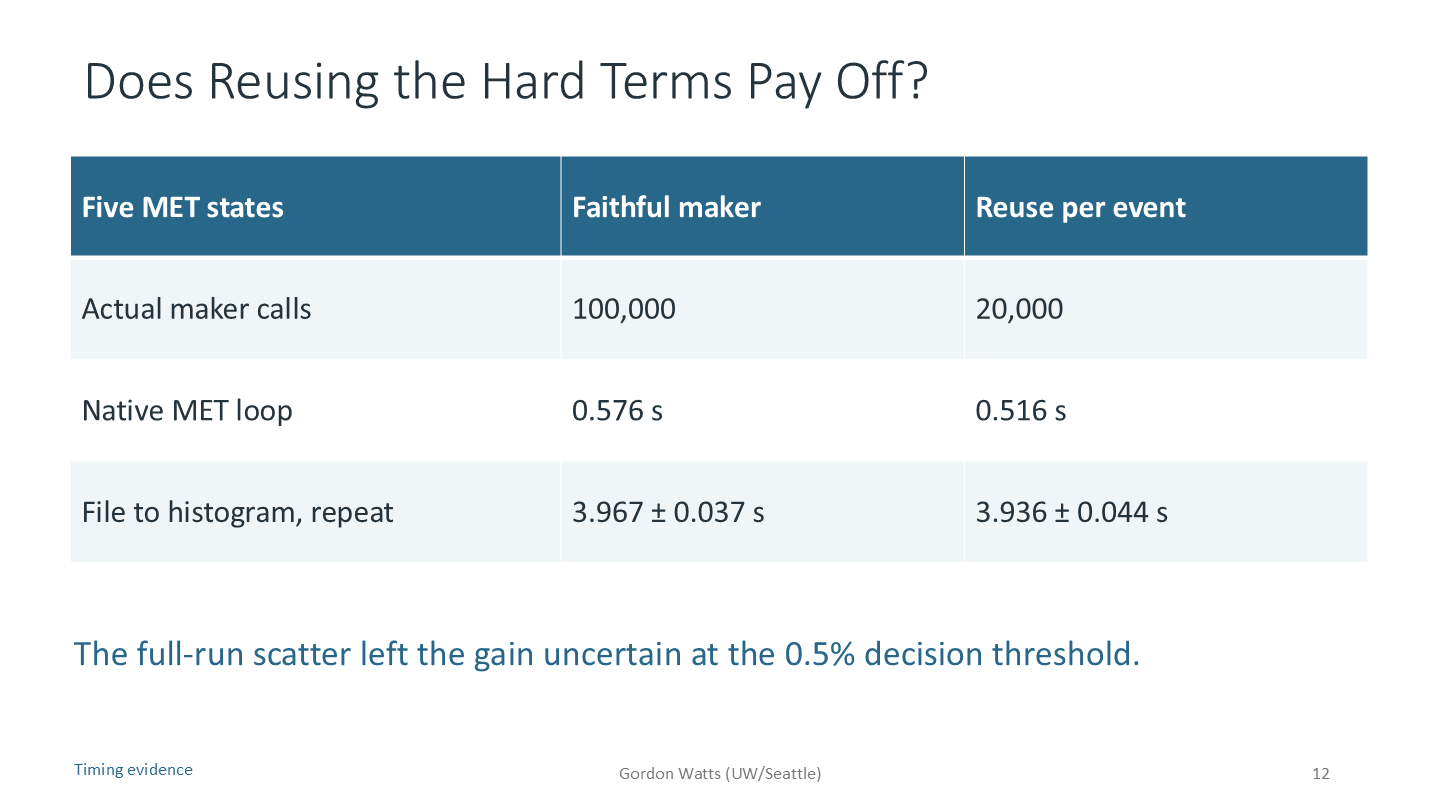 Does Reusing the Hard Terms Pay Off?
Five MET states Faithful maker Reuse per event
Actual maker calls 100,000 20,000
Native MET loop 0.576 s 0.516 s
File to histogram, repeat 3.967 ± 0.037 s 3.936 ± 0.044 s
The full-run scatter left the gain uncertain at the 0.5% decision threshold.
Timing evidence Gordon Watts (UW/Seattle) 12